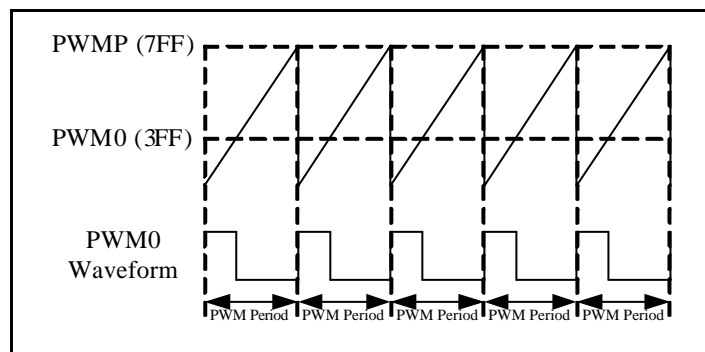 PWMP (7FF)
PWM0 (3FF)
PWM0
Waveform
PWM Period PWM Period PWM Period PWM Period PWM Period